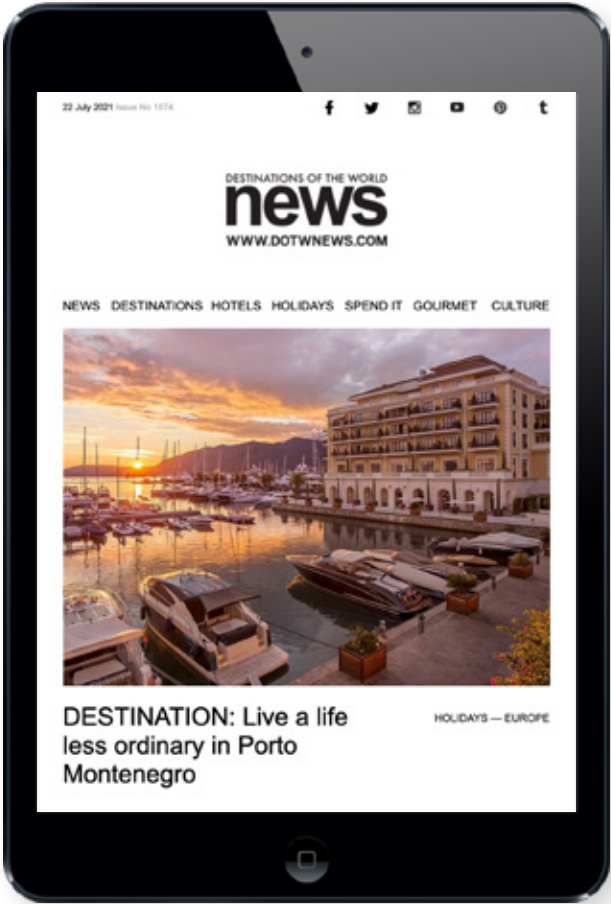 22 July 2021 Issue No 1074
DESTINATIONS OF THE WORLD
news
WWW.DOTWNEWS.COM
NEWS DESTINATIONS HOTELS HOLIDAYS SPEND IT GOURMET CULTURE
DESTINATION: Live a life
less ordinary in Porto
Montenegro
HOLIDAYS — EUROPE